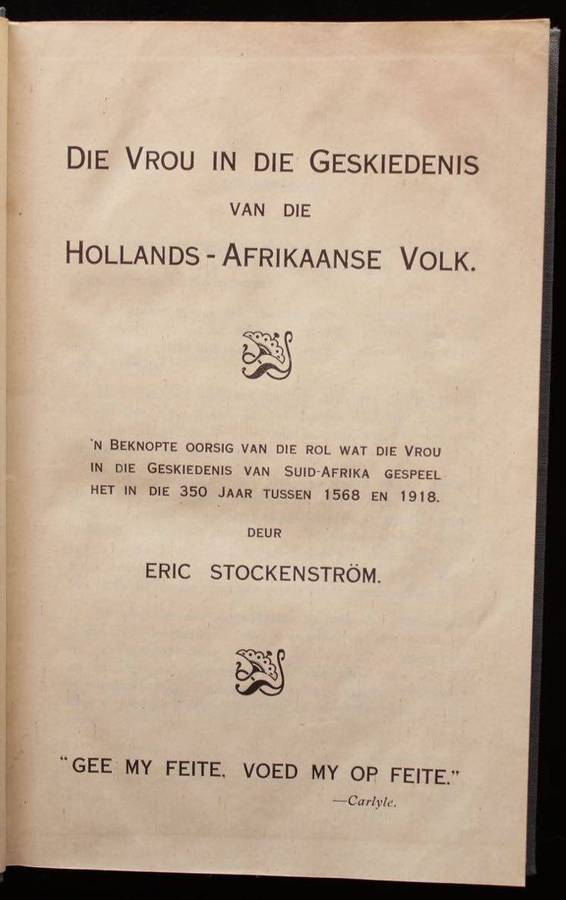 DIE VROU IN DIE GESKIEDENIS
VAN DIE
HOLLANDS-AFRIKAANSE VOLK.
'N BEKNOPTE OORSIG VAN DIE ROL WAT DIE VROU
IN DIE GESKIEDENIS VAN SUID-AFRIKA GESPEEL
HET IN DIE 350 JAAR TUSSEN 1568 EN 1918.
DEUR
ERIC STOCKENSTRÖM.
"GEE MY FEITE, VOED MY OP FEITE."
—Carlyle.